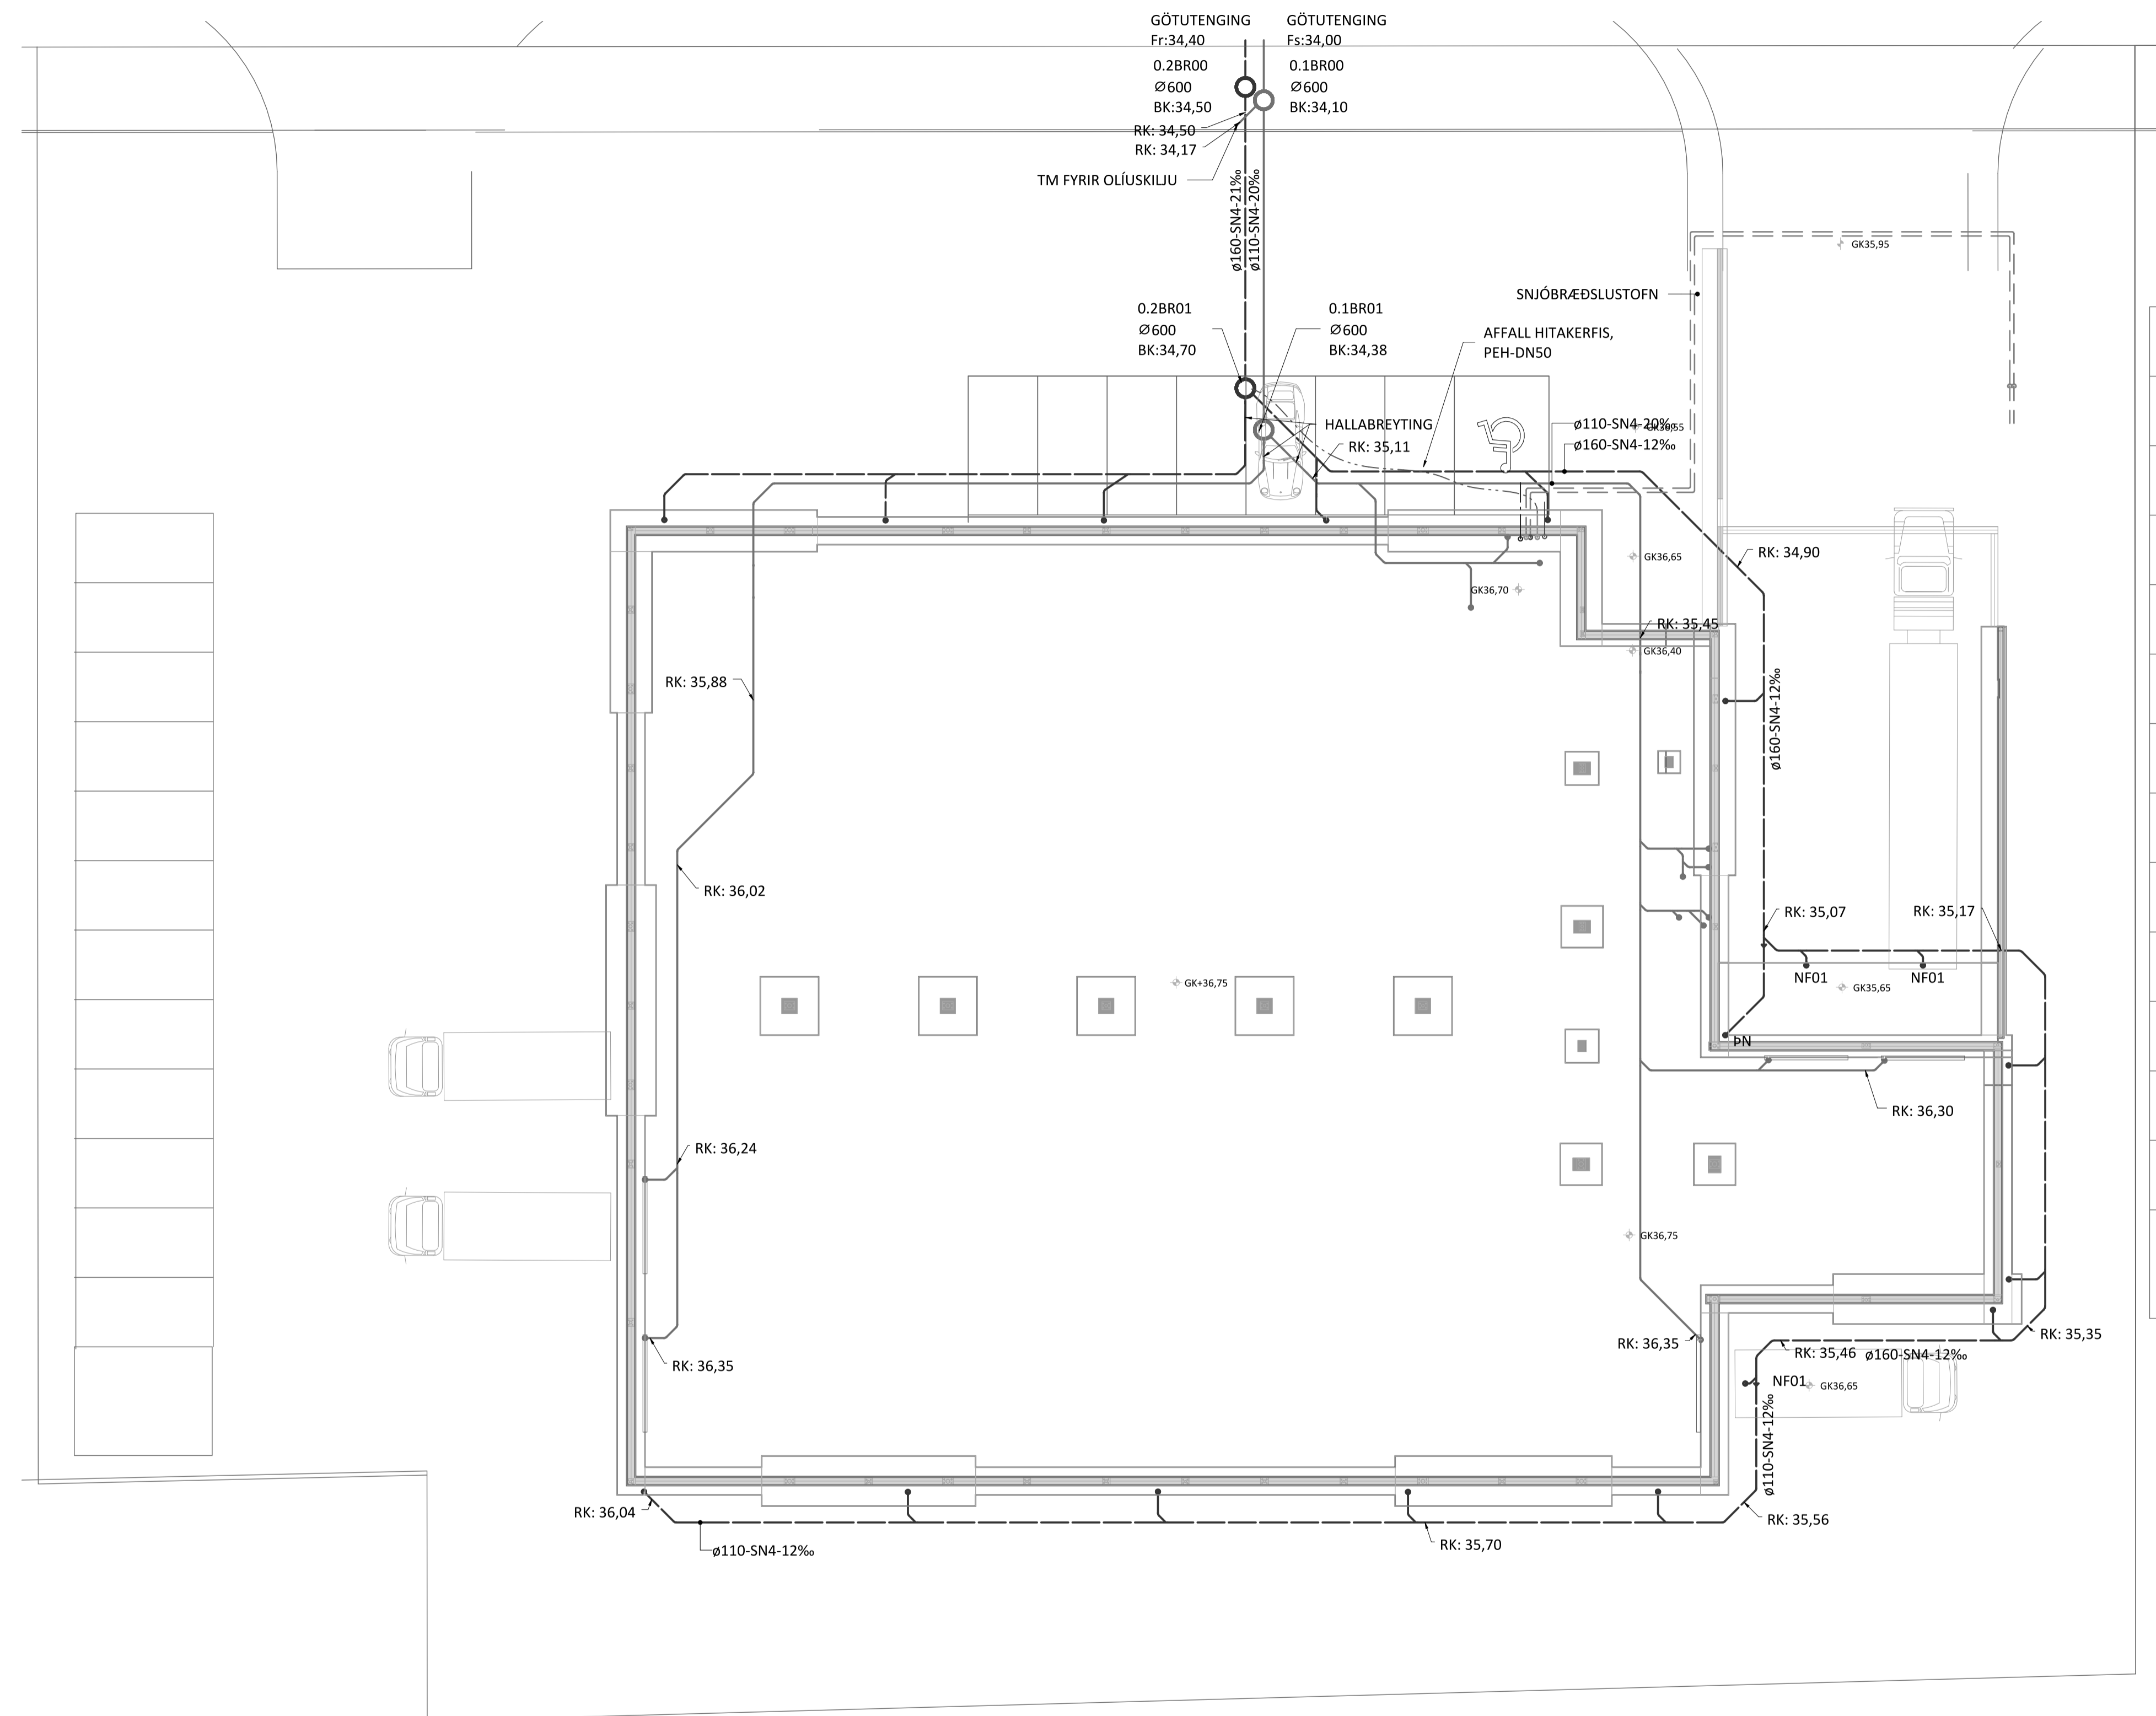 GÖTUTENGING
Fr:34,40
GÖTUTENGING
Fs:34,00
0.2BR00
Ø600
BK:34,50
0.1BR00
Ø600
BK:34,10
RK: 34,50
RK: 34,17
TM FYRIR OLÍUSKILJU
ø160-SN4-21‰
ø110-SN4-20‰
GK35,95
SNJÓBRÆÐSLUSTOFN
0.2BR01
Ø600
BK:34,70
0.1BR01
Ø600
BK:34,38
AFFALL HITAKERFIS,
PEH-DN50
HALLABREYTING
RK: 35,11
ø110-SN4-20‰
GK36,55
ø160-SN4-12‰
RK: 34,90
GK36,65
GK36,70
RK: 35,45
GK36,40
RK: 35,88
ø160-SN4-12‰
RK: 36,02
RK: 35,07
RK: 35,17
NF01
NF01
GK+36,75
GK35,65
ÞN
RK: 36,30
RK: 36,24
GK36,75
RK: 36,35
RK: 36,35
RK: 35,35
RK: 35,46
ø160-SN4-12‰
NF01
GK36,65
ø110-SN4-12‰
RK: 36,04
RK: 35,56
RK: 35,70
ø110-SN4-12‰